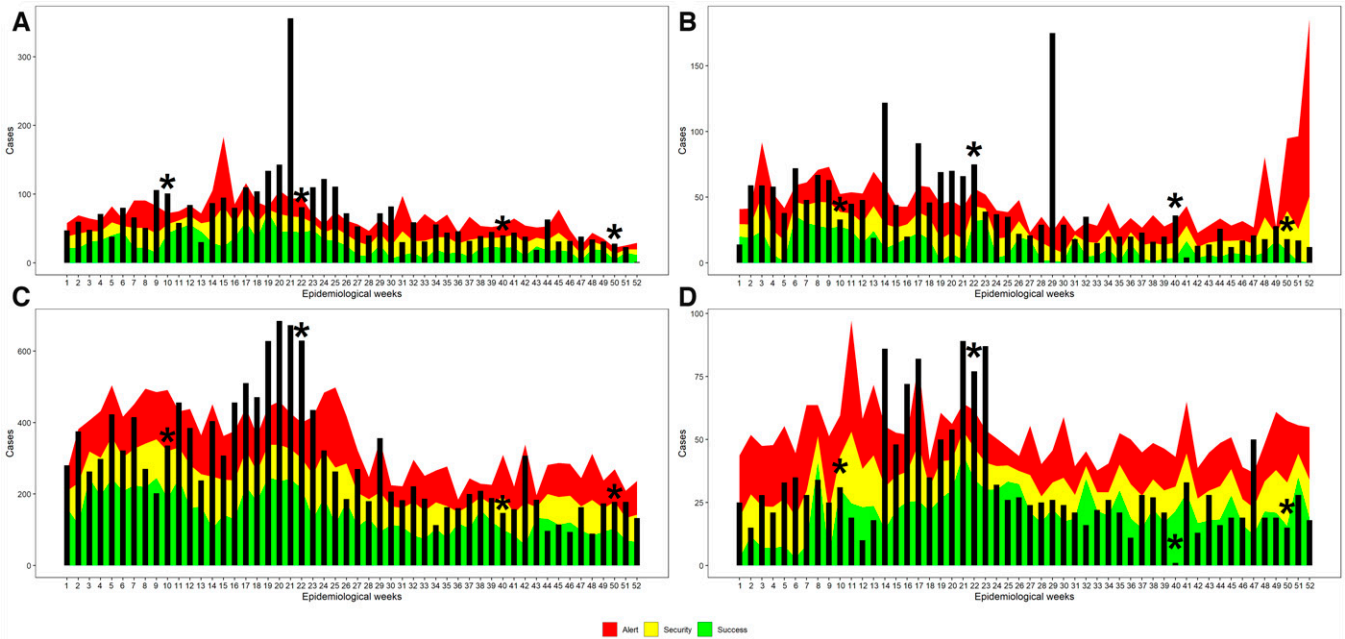 A
Cases
300
200
100
0
1 2 3 4 5 6 7 8 9 10 11 12 13 14 15 16 17 18 19 20 21 22 23 24 25 26 27 28 29 30 31 32 33 34 35 36 37 38 39 40 41 42 43 44 45 46 47 48 49 50 51 52
Epidemiological weeks
* * * *
B
Cases
150
100
50
0
1 2 3 4 5 6 7 8 9 10 11 12 13 14 15 16 17 18 19 20 21 22 23 24 25 26 27 28 29 30 31 32 33 34 35 36 37 38 39 40 41 42 43 44 45 46 47 48 49 50 51 52
Epidemiological weeks
* * * *
C
Cases
600
400
200
0
1 2 3 4 5 6 7 8 9 10 11 12 13 14 15 16 17 18 19 20 21 22 23 24 25 26 27 28 29 30 31 32 33 34 35 36 37 38 39 40 41 42 43 44 45 46 47 48 49 50 51 52
Epidemiological weeks
* * * *
D
Cases
100
75
50
25
0
1 2 3 4 5 6 7 8 9 10 11 12 13 14 15 16 17 18 19 20 21 22 23 24 25 26 27 28 29 30 31 32 33 34 35 36 37 38 39 40 41 42 43 44 45 46 47 48 49 50 51 52
Epidemiological weeks
* * * *
Alert Security Success